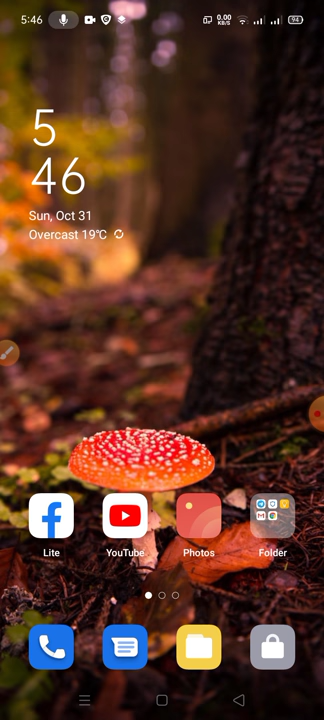 5:46
0.00
KB/S
94
5
46
Sun, Oct 31
Overcast 19°C
Lite
YouTube
Photos
Folder